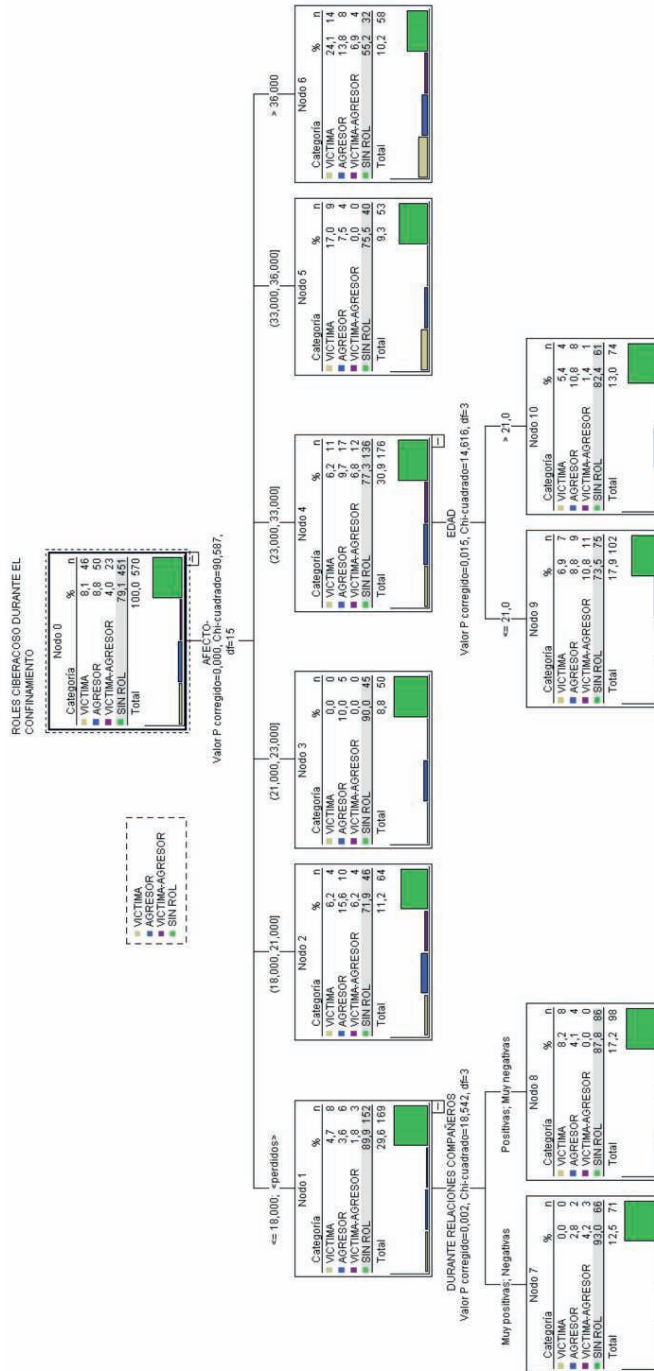 ROLES CIBERACOSO DURANTE EL
CONFINAMIENTO
VICTIMA
AGRESOR
VICTIMA-AGRESOR
SIN ROL
Nodo 0
Categoría % n
VICTIMA 8,1 46
AGRESOR 8,8 50
VICTIMA-AGRESOR 4,0 23
SIN ROL 79,1 451
Total 100,0 570
AFECTO-
Valor P corregido=0,000, Chi-cuadrado=90,587,
df=15
<= 18,000; <perdidos>
(18,000, 21,000]
(21,000, 23,000]
(23,000, 33,000]
(33,000, 36,000]
> 36,000
Nodo 1
Categoría % n
VICTIMA 4,7 8
AGRESOR 3,6 6
VICTIMA-AGRESOR 1,8 3
SIN ROL 89,9 152
Total 29,6 169
Nodo 2
Categoría % n
VICTIMA 6,2 4
AGRESOR 15,6 10
VICTIMA-AGRESOR 6,2 4
SIN ROL 71,9 46
Total 11,2 64
Nodo 3
Categoría % n
VICTIMA 0,0 0
AGRESOR 10,0 5
VICTIMA-AGRESOR 0,0 0
SIN ROL 90,0 45
Total 8,8 50
Nodo 4
Categoría % n
VICTIMA 6,2 11
AGRESOR 9,7 17
VICTIMA-AGRESOR 6,8 12
SIN ROL 77,3 136
Total 30,9 176
Nodo 5
Categoría % n
VICTIMA 17,0 9
AGRESOR 7,5 4
VICTIMA-AGRESOR 0,0 0
SIN ROL 75,5 40
Total 9,3 53
Nodo 6
Categoría % n
VICTIMA 24,1 14
AGRESOR 13,8 8
VICTIMA-AGRESOR 6,9 4
SIN ROL 55,2 32
Total 10,2 58
DURANTE RELACIONES COMPAÑEROS
Valor P corregido=0,002, Chi-cuadrado=18,542, df=3
Muy positivas; Negativas
Positivas; Muy negativas
EDAD
Valor P corregido=0,015, Chi-cuadrado=14,616, df=3
<= 21,0
> 21,0
Nodo 7
Categoría % n
VICTIMA 0,0 0
AGRESOR 2,8 2
VICTIMA-AGRESOR 4,2 3
SIN ROL 93,0 66
Total 12,5 71
Nodo 8
Categoría % n
VICTIMA 8,2 8
AGRESOR 4,1 4
VICTIMA-AGRESOR 0,0 0
SIN ROL 87,8 86
Total 17,2 98
Nodo 9
Categoría % n
VICTIMA 6,9 7
AGRESOR 8,8 9
VICTIMA-AGRESOR 10,8 11
SIN ROL 73,5 75
Total 17,9 102
Nodo 10
Categoría % n
VICTIMA 5,4 4
AGRESOR 10,8 8
VICTIMA-AGRESOR 1,4 1
SIN ROL 82,4 61
Total 13,0 74